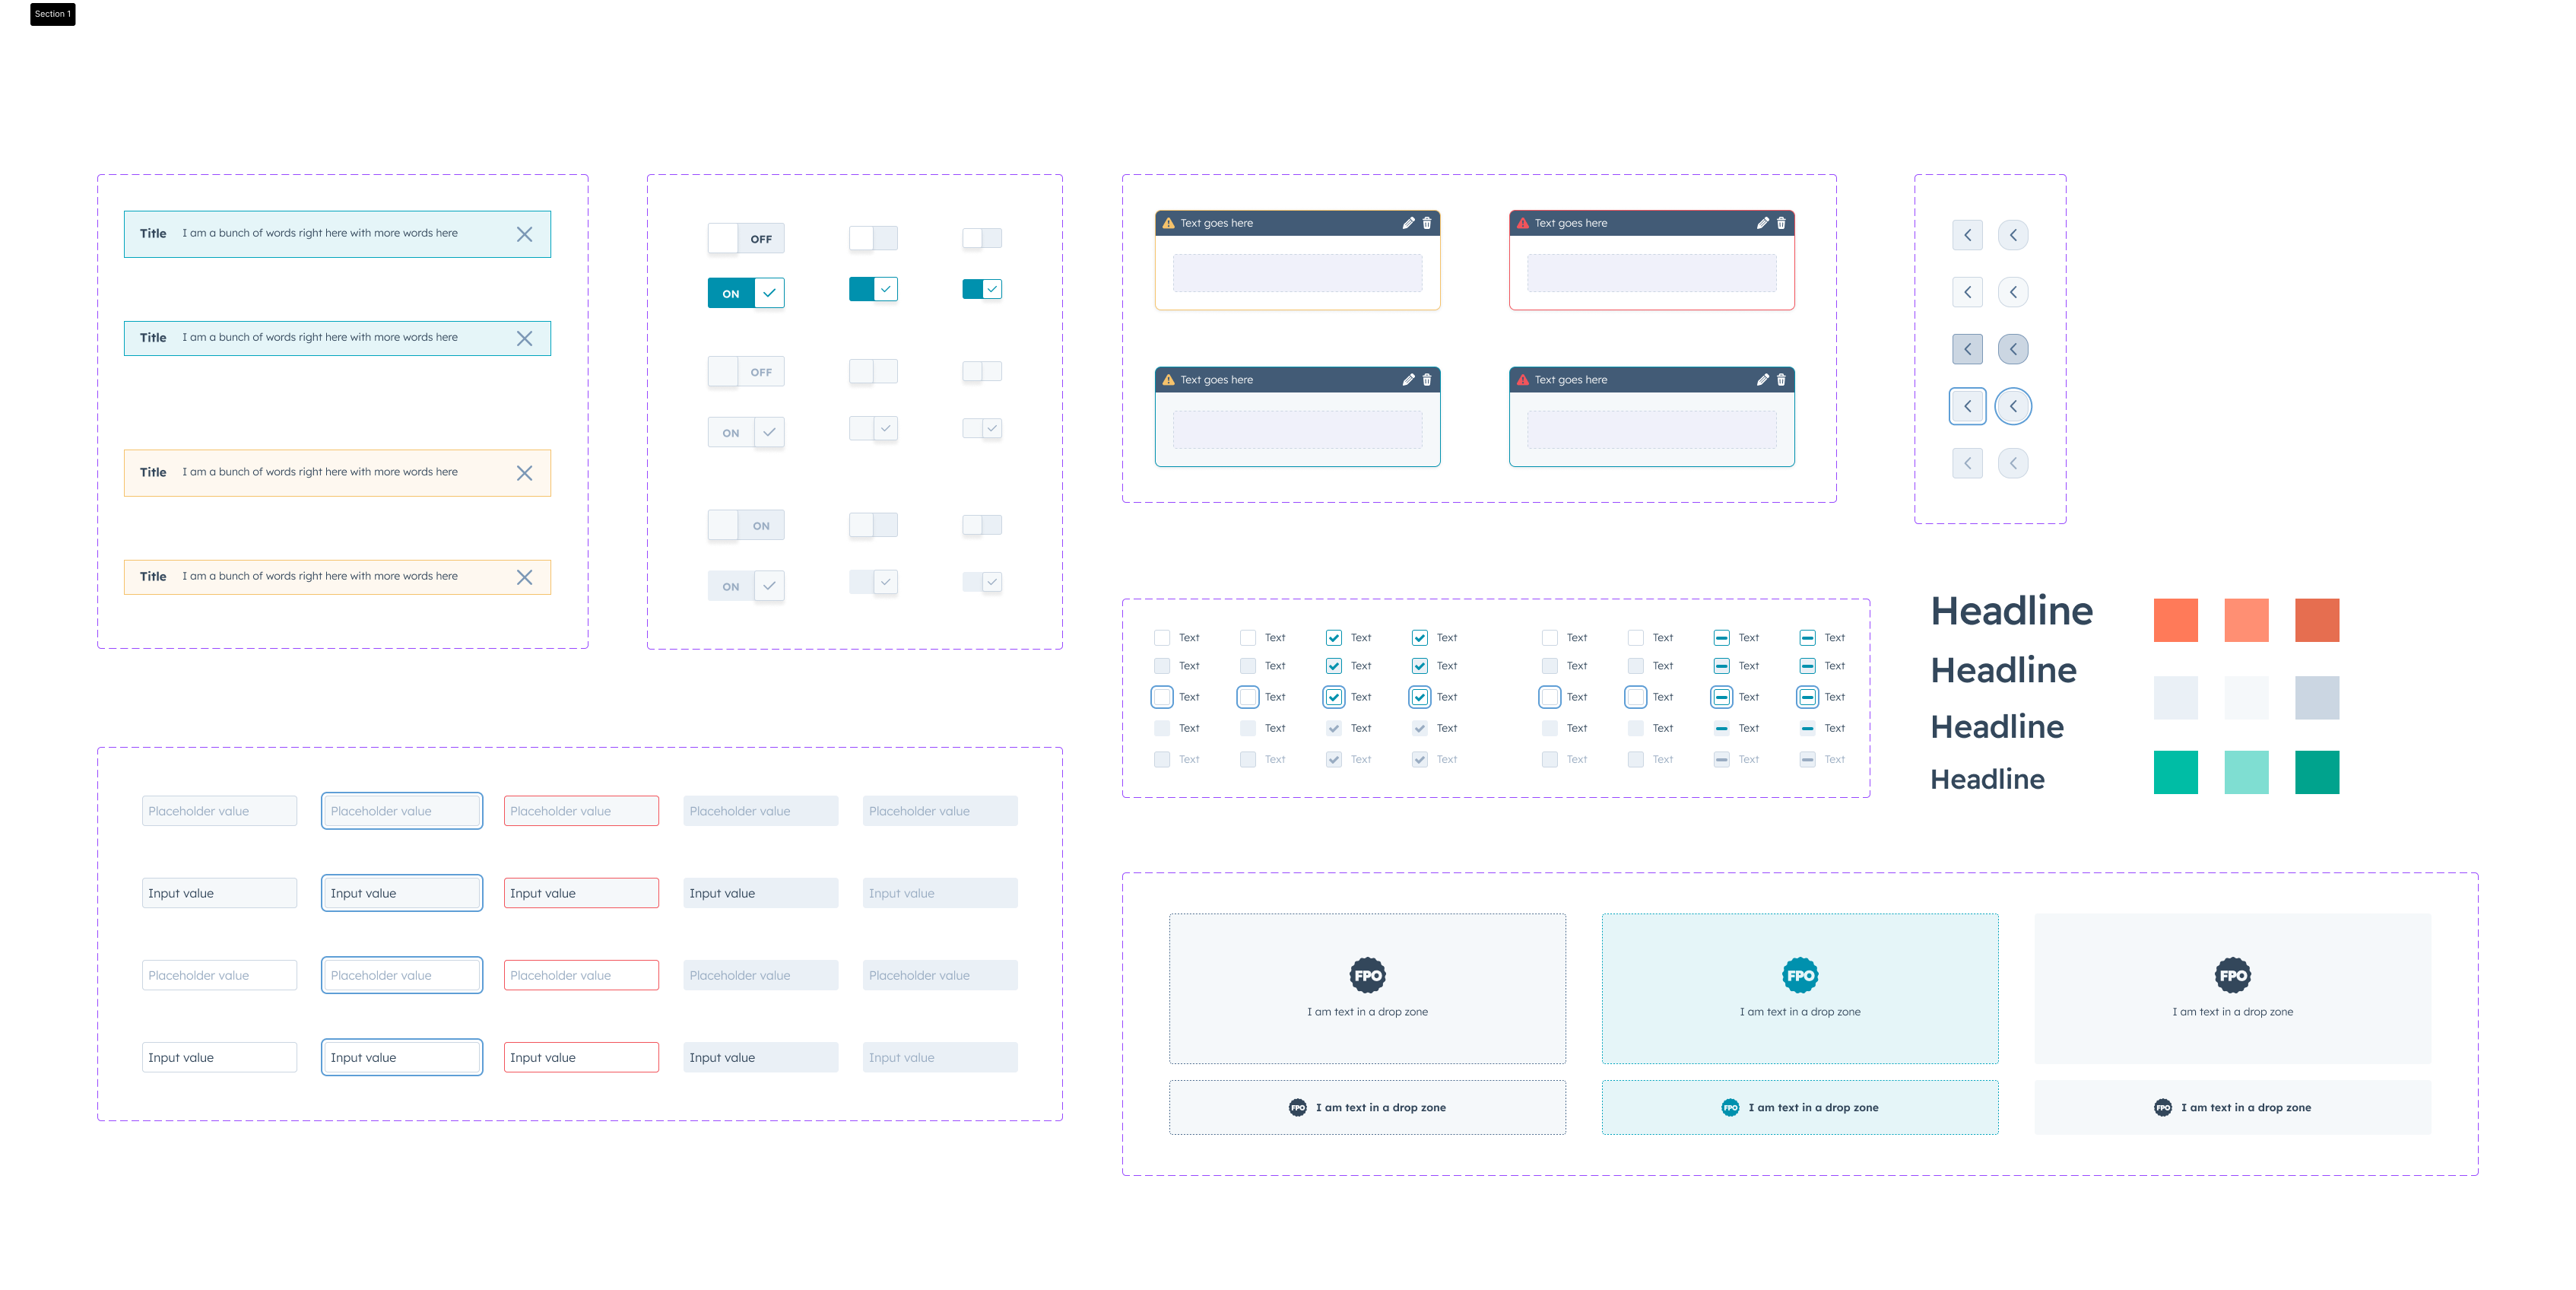 Section 1
Title I am a bunch of words right here with more words here
Title I am a bunch of words right here with more words here
Title I am a bunch of words right here with more words here
Title I am a bunch of words right here with more words here
OFF
ON
OFF
ON
ON
ON
Text goes here
Text goes here
Text goes here
Text goes here
Text Text Text Text Text Text Text Text
Text Text Text Text Text Text Text Text
Text Text Text Text Text Text Text Text
Text Text Text Text Text Text Text Text
Text Text Text Text Text Text Text Text
Headline
Headline
Headline
Headline
Placeholder value Placeholder value Placeholder value Placeholder value Placeholder value
Input value Input value Input value Input value Input value
Placeholder value Placeholder value Placeholder value Placeholder value Placeholder value
Input value Input value Input value Input value Input value
FPO
I am text in a drop zone
FPO
I am text in a drop zone
FPO
I am text in a drop zone
FPO I am text in a drop zone
FPO I am text in a drop zone
FPO I am text in a drop zone